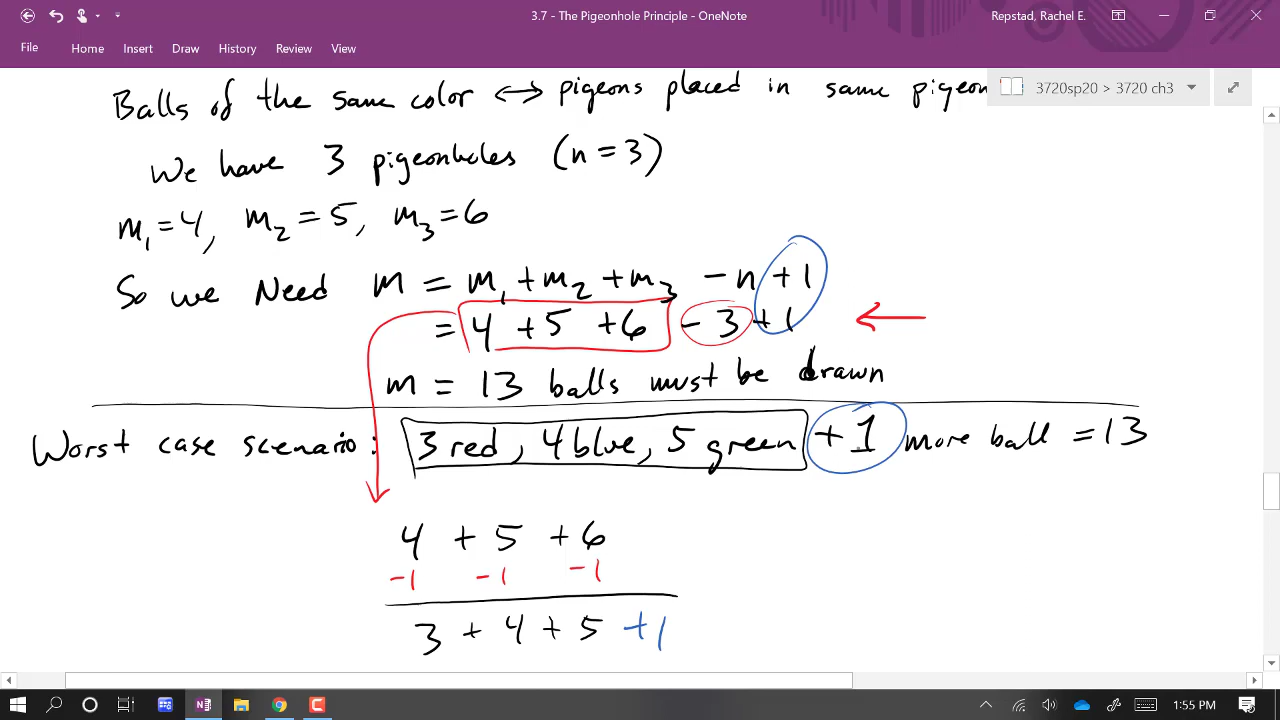 3.7 - The Pigeonhole Principle - OneNote
Repstad, Rachel E.
File Home Insert Draw History Review View
3720sp20 > 3720 ch3
Balls of the same color ↔ pigeons placed in same pigeon
We have 3 pigeonholes (n = 3)
m₁ = 4, m₂ = 5, m₃ = 6
So we Need m = m₁ + m₂ + m₃ - n + 1
= 4 + 5 + 6 - 3 + 1
m = 13 balls must be drawn
Worst case scenario: 3 red, 4 blue, 5 green + 1 more ball = 13
4 + 5 + 6
-1 -1 -1
3 + 4 + 5 + 1
1:55 PM